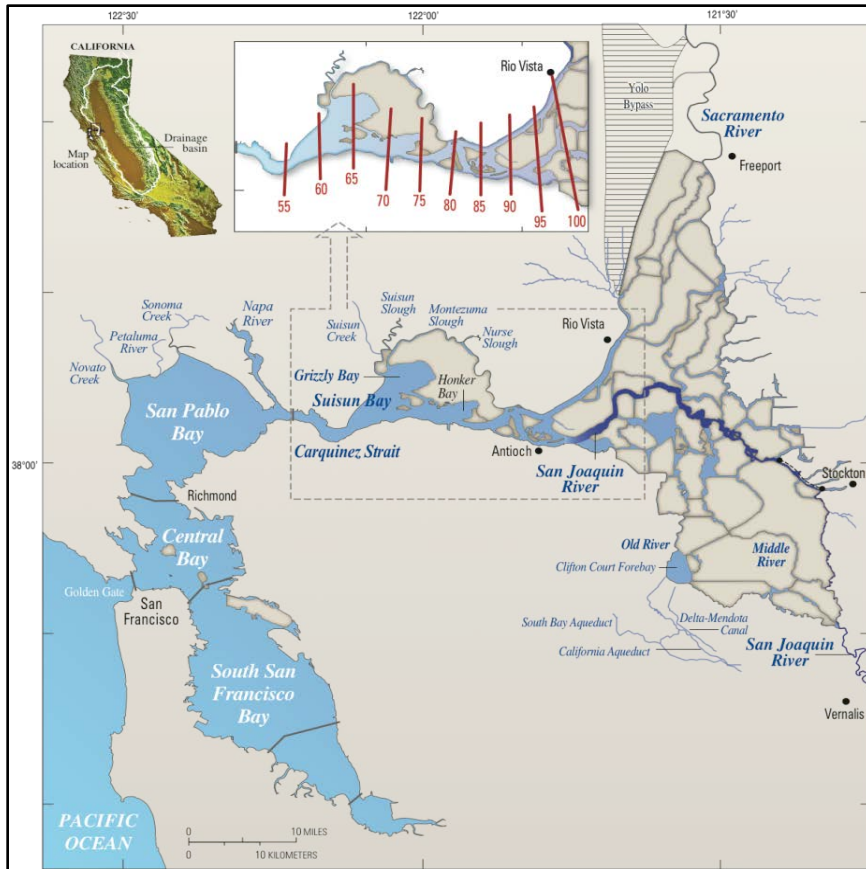 122°30'
122°00'
121°30'
CALIFORNIA
Map
location
Drainage
basin
Rio Vista
55
60
65
70
75
80
85
90
95
100
Yolo
Bypass
Sacramento
River
Freeport
Sonoma
Creek
Petaluma
River
Novato
Creek
Napa
River
Suisun
Creek
Suisun
Slough
Montezuma
Slough
Nurse
Slough
Rio Vista
Grizzly Bay
Honker
Bay
Suisun Bay
San Pablo
Bay
Carquinez Strait
38°00'
Antioch
San Joaquin
River
Stockton
Richmond
Central
Bay
Golden Gate
San
Francisco
Old River
Clifton Court Forebay
Middle
River
South Bay Aqueduct
Delta-Mendota
Canal
California Aqueduct
San Joaquin
River
South San
Francisco
Bay
Vernalis
PACIFIC
OCEAN
0 10 MILES
0 10 KILOMETERS